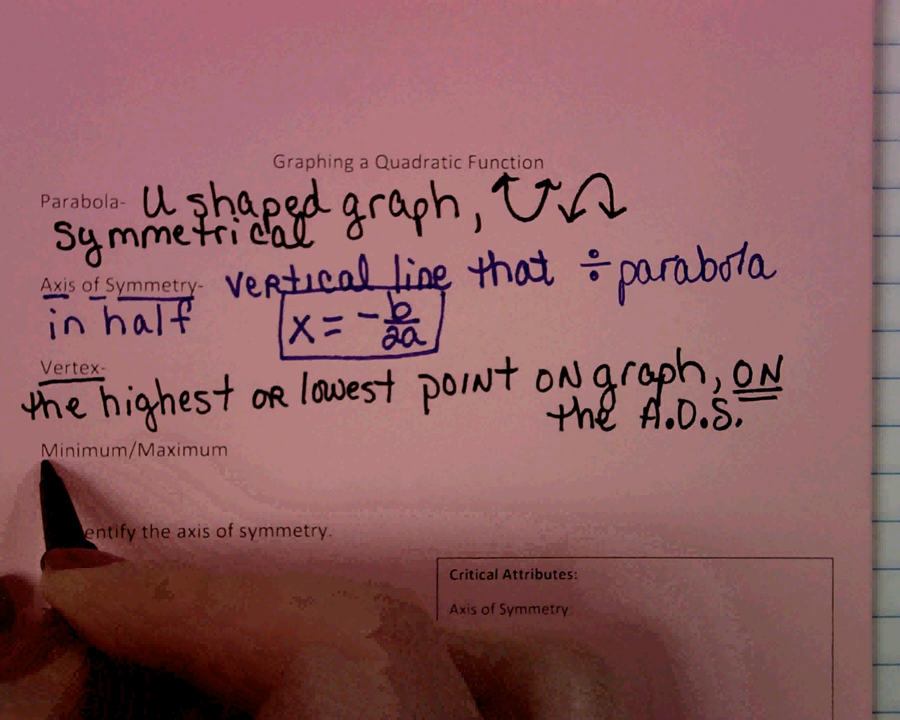 Graphing a Quadratic Function
Parabola- U shaped graph,
symmetrical
Axis of Symmetry- vertical line that ÷ parabola
in half x = -b/2a
Vertex-
the highest OR lowest point ON graph, ON
the A.O.S.
Minimum/Maximum
entify the axis of symmetry.
Critical Attributes:
Axis of Symmetry